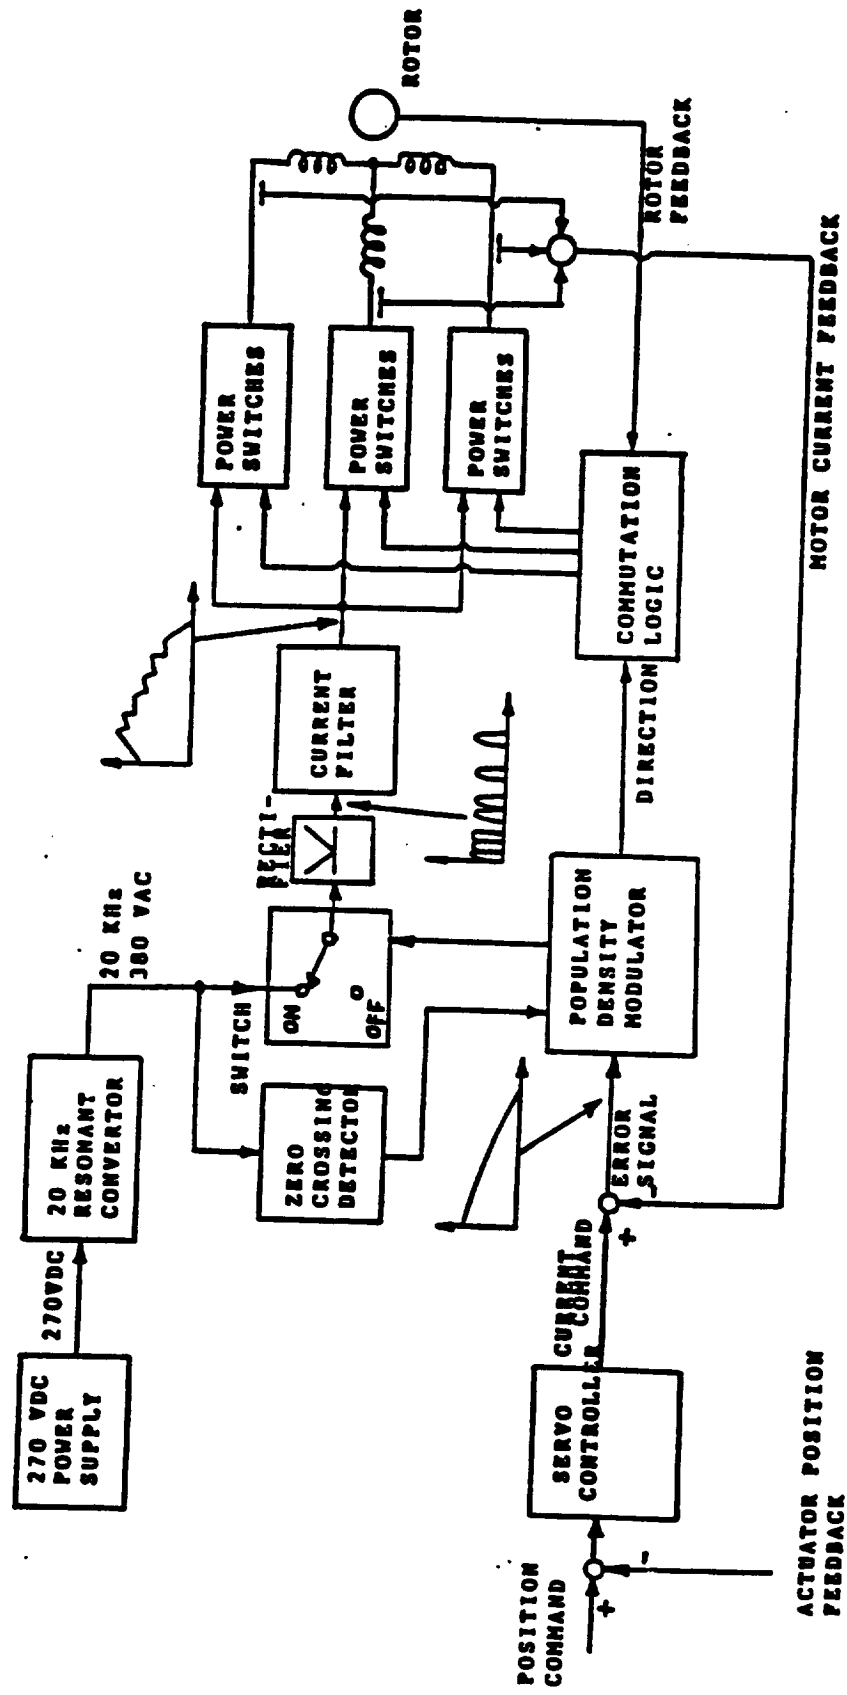 270 VDC
POWER
SUPPLY
270VDC
20 KHz
RESONANT
CONVERTOR
20 KHz
380 VAC
ZERO
CROSSING
DETECTOR
SWITCH
ON
OFF
RECTI-
FIER
CURRENT
FILTER
POWER
SWITCHES
POWER
SWITCHES
POWER
SWITCHES
ROTOR
ROTOR
FEEDBACK
POSITION
COMMAND
+
-
ACTUATOR POSITION
FEEDBACK
SERVO
CONTROLLER
CURRENT
COMMAND
+
-
ERROR
SIGNAL
POPULATION
DENSITY
MODULATOR
DIRECTION
COMMUTATION
LOGIC
MOTOR CURRENT FEEDBACK